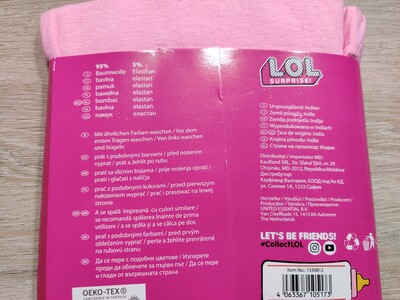 95% 5%
Baumwolle Elasthan
bavlna elastan
pamuk elastan
bawełna elastan
bumbac elastan
bavlna elastan
памук еластан
Mit ähnlichen Farben waschen / Vor dem
ersten Tragen waschen / Von links waschen
und bügeln
prát s podobnými barvami / před nošením
vyprat / prát a žehlit obráceně
prati sa sličnim bojama / prije nošenja oprati /
prati i glačati s naličja
prać z podobnymi kolorami / przed pierwszym
założeniem wyprać / prać i prasować na lewej
stronie
A se spăla împreună cu culori similare /
se recomandă spălarea înainte de prima
utilizare / a se spăla și a se călca pe dos
prať s podobnými farbami / pred prvým
oblečením vyprať / perte a žehlite prevrátené
na rubovú stranu
Да се пере с подобни цветове / Изперете
преди да облечете за първи път / Да се пере
и глади от вътрешната страна
OEKO-TEX®
LOL
SURPRISE!
Ursprungsland: Indien
Země původu: Indie
Zemlja podrijetla: Indija
Wyprodukowano w Indiach
Țara de origine: India
Krajina pôvodu: India
Страна на произход: Индия
Distributital / Importator MD:
Kaufland SRL, Str. Sfatul Țării, nr. 29
Chișinău, MD-2012, Republica Moldova
Дистрибутор:
Кауфланд България ЕООД енд Ко КД
ул. Скопие 1А, 1233 София
Hersteller / Výrobce / Proizvođač / Producent /
Producător / Výrobca / Производител:
UNITED ESSENTIAL B.V.
Van Cleeffkade 15, 1431 BA Aalsmeer
The Netherlands
LET'S BE FRIENDS!
#CollectLOL
Item No.: 1339812
4 063367 105173